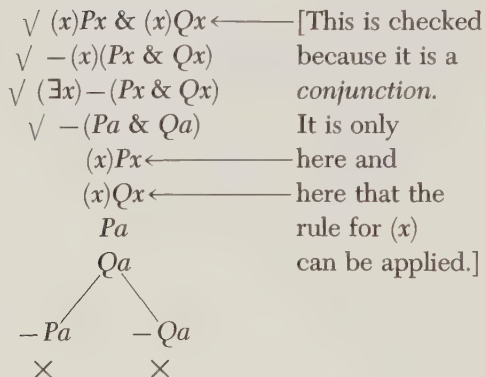 √ (x)Px & (x)Qx ← [This is checked
√ −(x)(Px & Qx) because it is a
√ (∃x)−(Px & Qx) conjunction.
√ −(Pa & Qa) It is only
(x)Px ← here and
(x)Qx ← here that the
Pa rule for (x)
Qa can be applied.]
−Pa −Qa
× ×